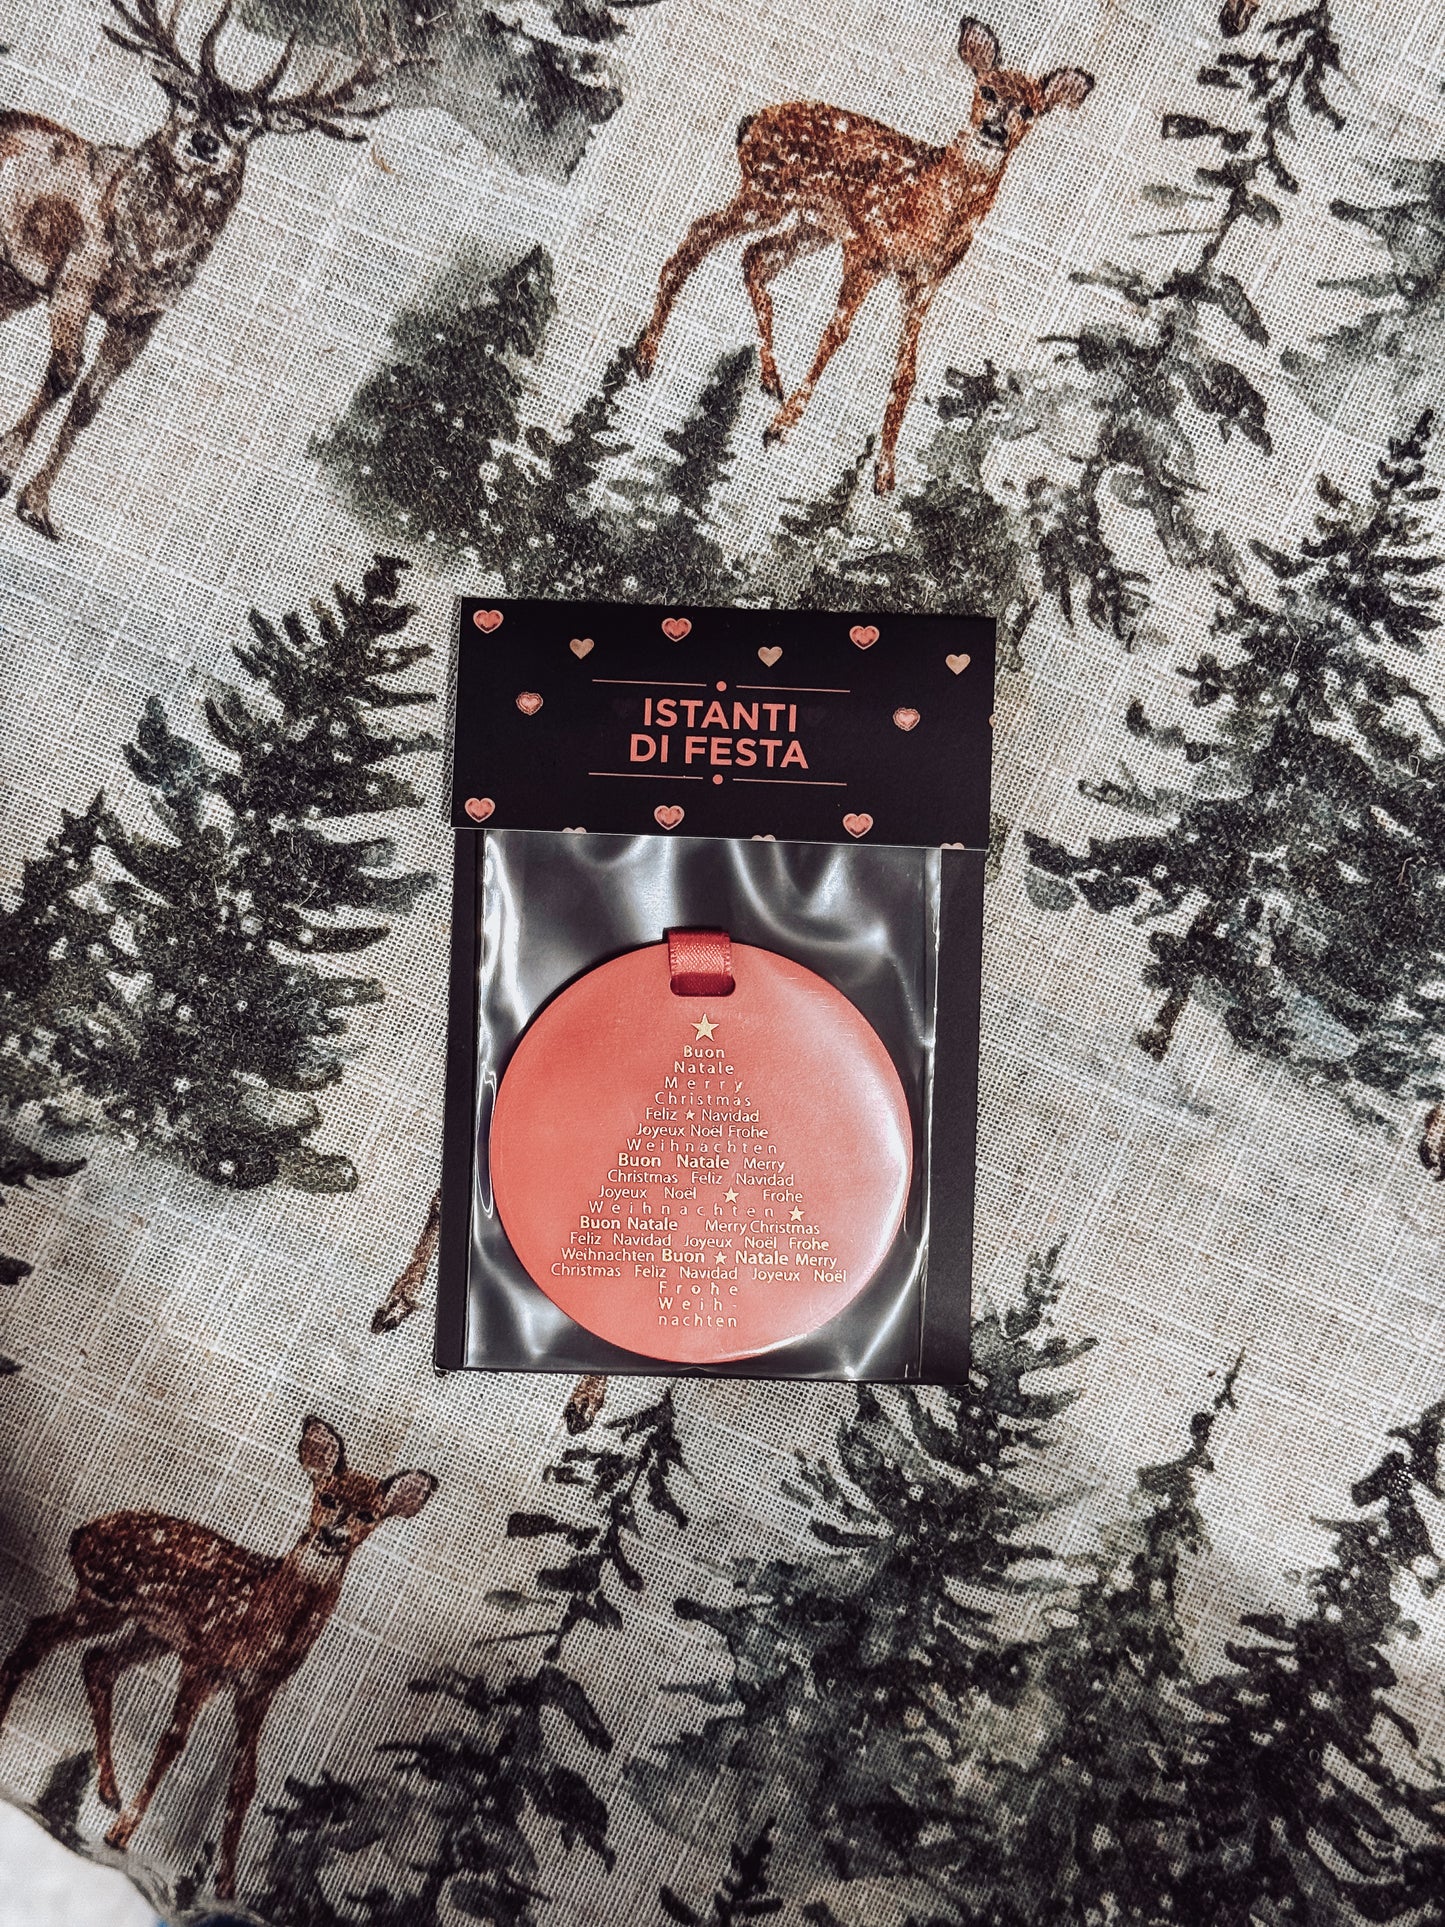 ISTANTI
DI FESTA
Buon
Natale
Merry
Christmas
Feliz ★ Navidad
Joyeux Noël Frohe
Weihnachten
Buon Natale Merry
Christmas Feliz Navidad
Joyeux Noël ★ Frohe
Weihnachten ★
Buon Natale Merry Christmas
Feliz Navidad Joyeux Noël Frohe
Weihnachten Buon ★ Natale Merry
Christmas Feliz Navidad Joyeux Noël
Frohe
Weih-
nachten